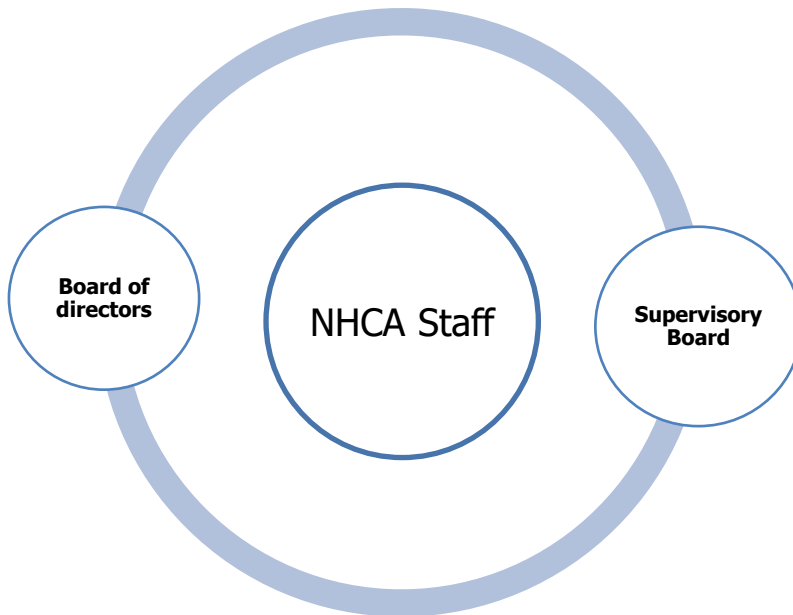 Board of
directors
NHCA Staff
Supervisory
Board